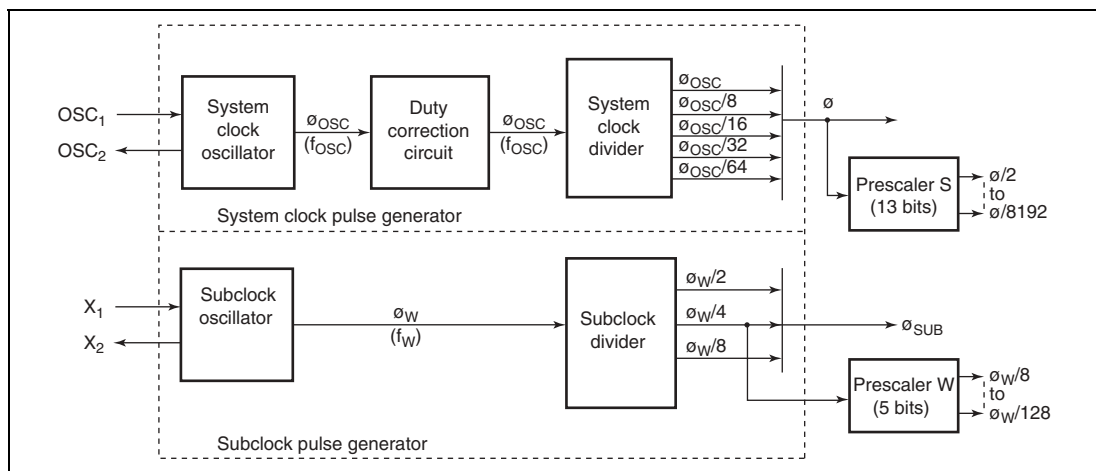 OSC1
OSC2
System
clock
oscillator
øOSC
(fOSC)
Duty
correction
circuit
øOSC
(fOSC)
System
clock
divider
øOSC
øOSC/8
øOSC/16
øOSC/32
øOSC/64
ø
Prescaler S
(13 bits)
ø/2
to
ø/8192
System clock pulse generator
X1
X2
Subclock
oscillator
øW
(fW)
Subclock
divider
øW/2
øW/4
øW/8
øSUB
Prescaler W
(5 bits)
øW/8
to
øW/128
Subclock pulse generator